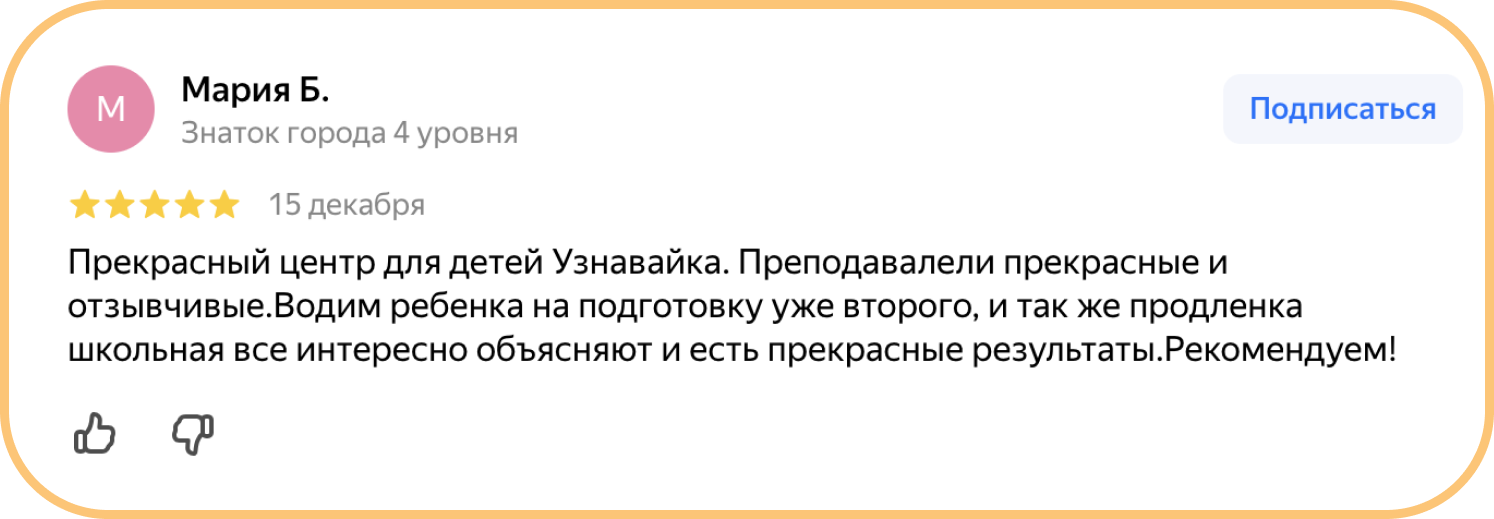 М
Мария Б.
Знаток города 4 уровня
Подписаться
15 декабря
Прекрасный центр для детей Узнавайка. Преподавалели прекрасные и
отзывчивые.Водим ребенка на подготовку уже второго, и так же продленка
школьная все интересно объясняют и есть прекрасные результаты.Рекомендуем!